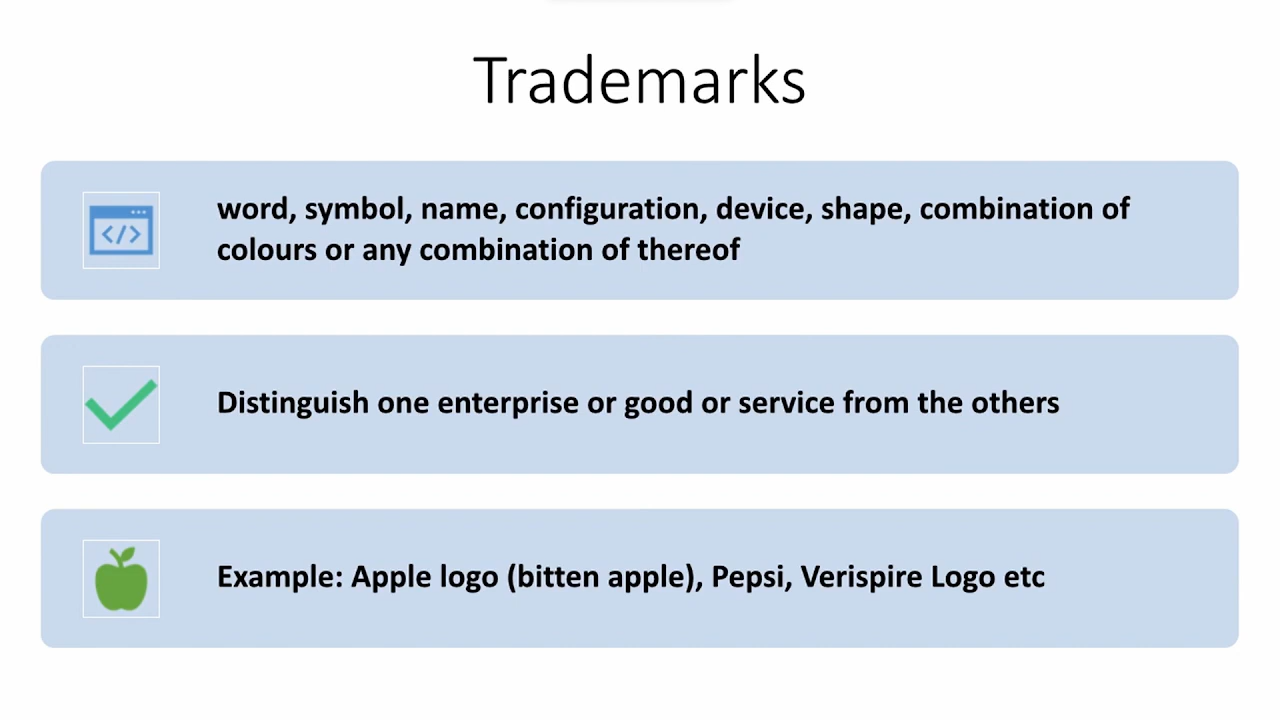 Trademarks
word, symbol, name, configuration, device, shape, combination of
colours or any combination of thereof
Distinguish one enterprise or good or service from the others
Example: Apple logo (bitten apple), Pepsi, Verispire Logo etc